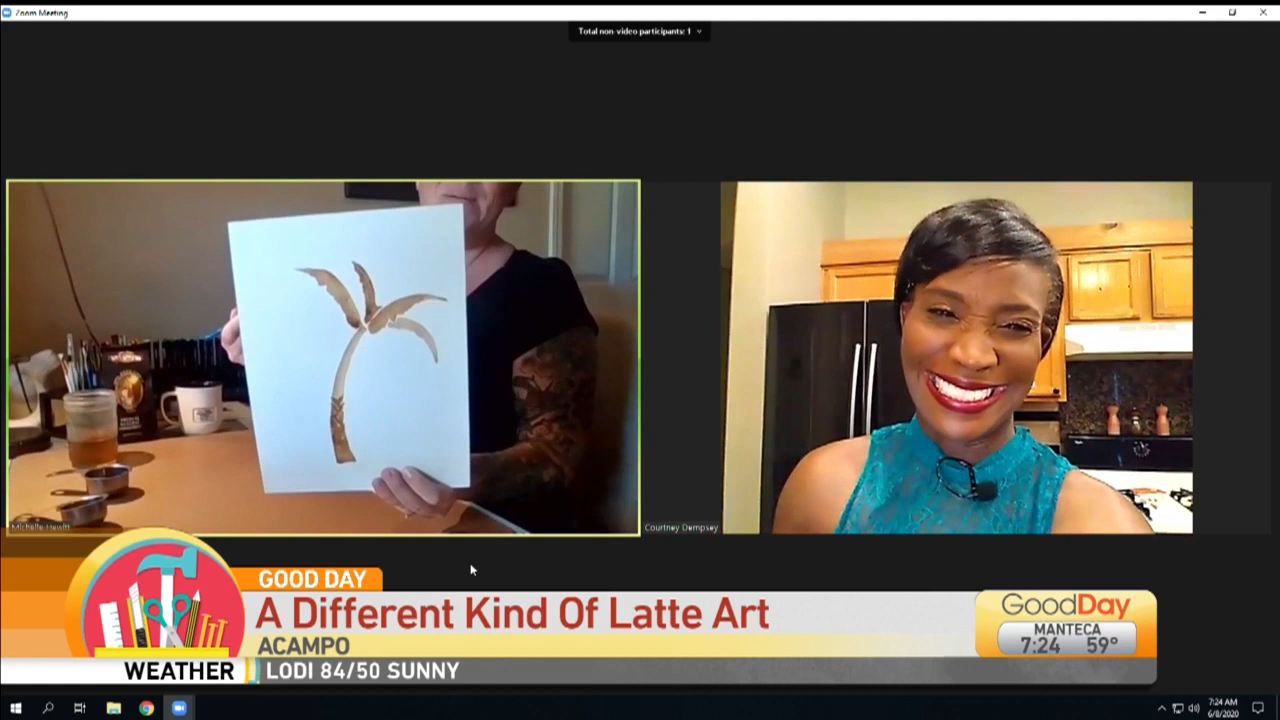 Zoom Meeting
Total non-video participants: 1
Courtney Dempsey
GOOD DAY
A Different Kind Of Latte Art
ACAMPO
GoodDay
MANTECA
7:24 59°
WEATHER
LODI 84/50 SUNNY
7:24 AM
6/8/2020